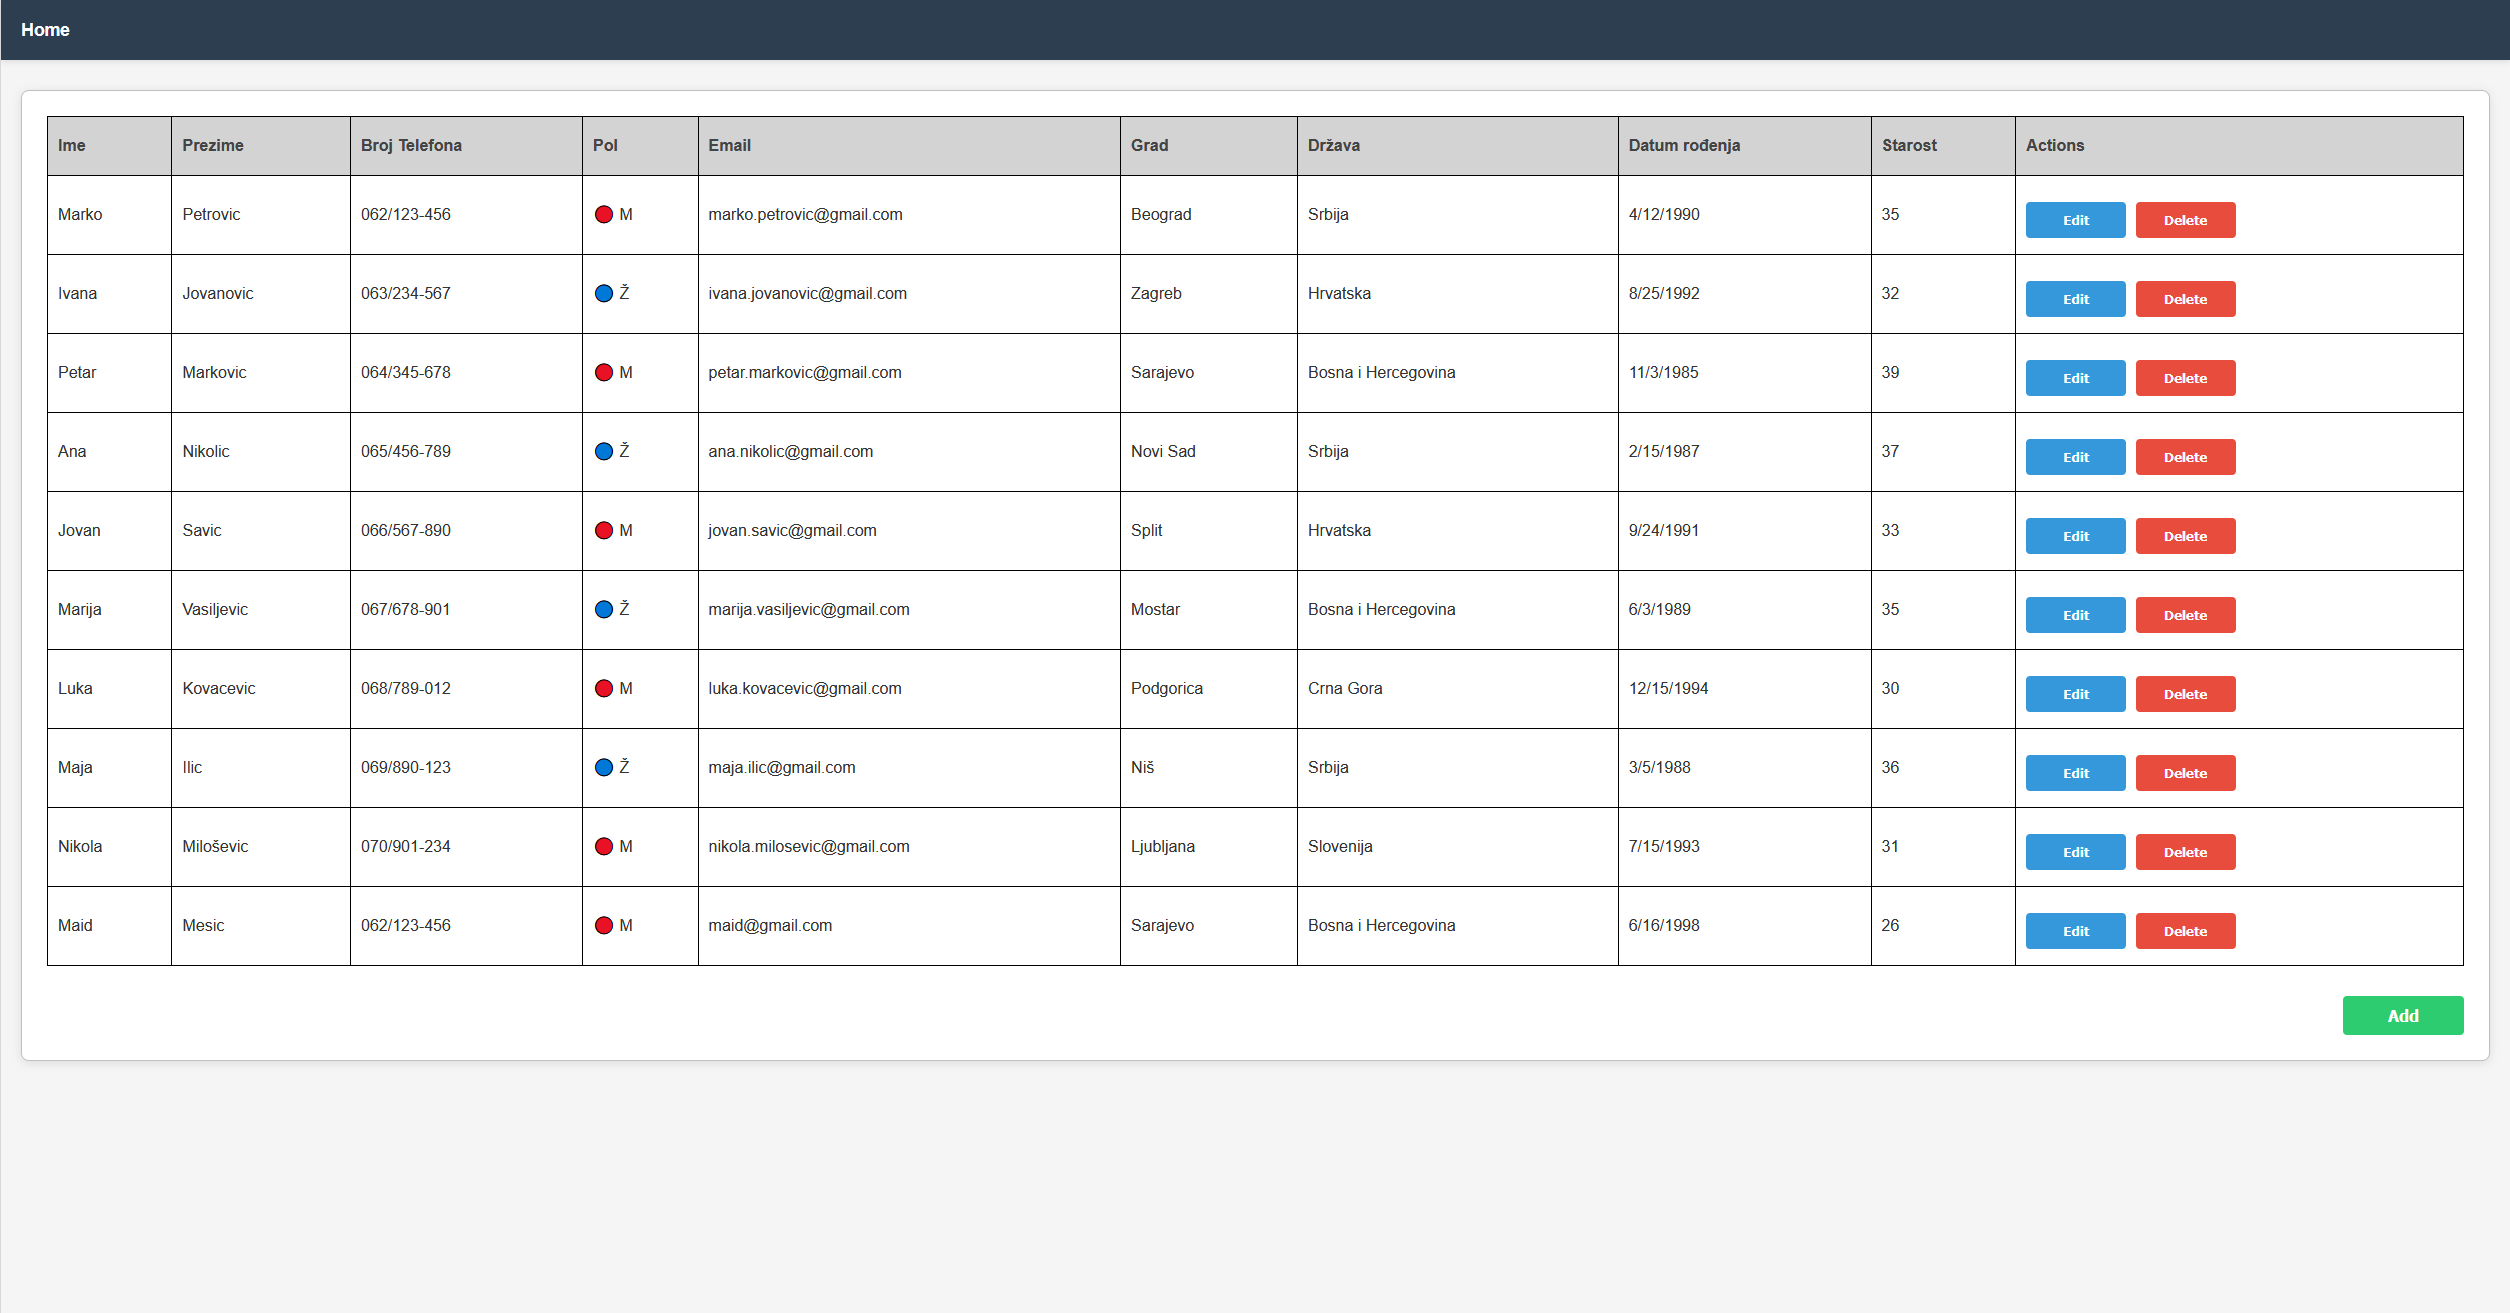 Home
Ime Prezime Broj Telefona Pol Email Grad Država Datum rođenja Starost Actions
Marko Petrovic 062/123-456 M marko.petrovic@gmail.com Beograd Srbija 4/12/1990 35 Edit Delete
Ivana Jovanovic 063/234-567 Ž ivana.jovanovic@gmail.com Zagreb Hrvatska 8/25/1992 32 Edit Delete
Petar Markovic 064/345-678 M petar.markovic@gmail.com Sarajevo Bosna i Hercegovina 11/3/1985 39 Edit Delete
Ana Nikolic 065/456-789 Ž ana.nikolic@gmail.com Novi Sad Srbija 2/15/1987 37 Edit Delete
Jovan Savic 066/567-890 M jovan.savic@gmail.com Split Hrvatska 9/24/1991 33 Edit Delete
Marija Vasiljevic 067/678-901 Ž marija.vasiljevic@gmail.com Mostar Bosna i Hercegovina 6/3/1989 35 Edit Delete
Luka Kovacevic 068/789-012 M luka.kovacevic@gmail.com Podgorica Crna Gora 12/15/1994 30 Edit Delete
Maja Ilic 069/890-123 Ž maja.ilic@gmail.com Niš Srbija 3/5/1988 36 Edit Delete
Nikola Miloševic 070/901-234 M nikola.milosevic@gmail.com Ljubljana Slovenija 7/15/1993 31 Edit Delete
Maid Mesic 062/123-456 M maid@gmail.com Sarajevo Bosna i Hercegovina 6/16/1998 26 Edit Delete
Add